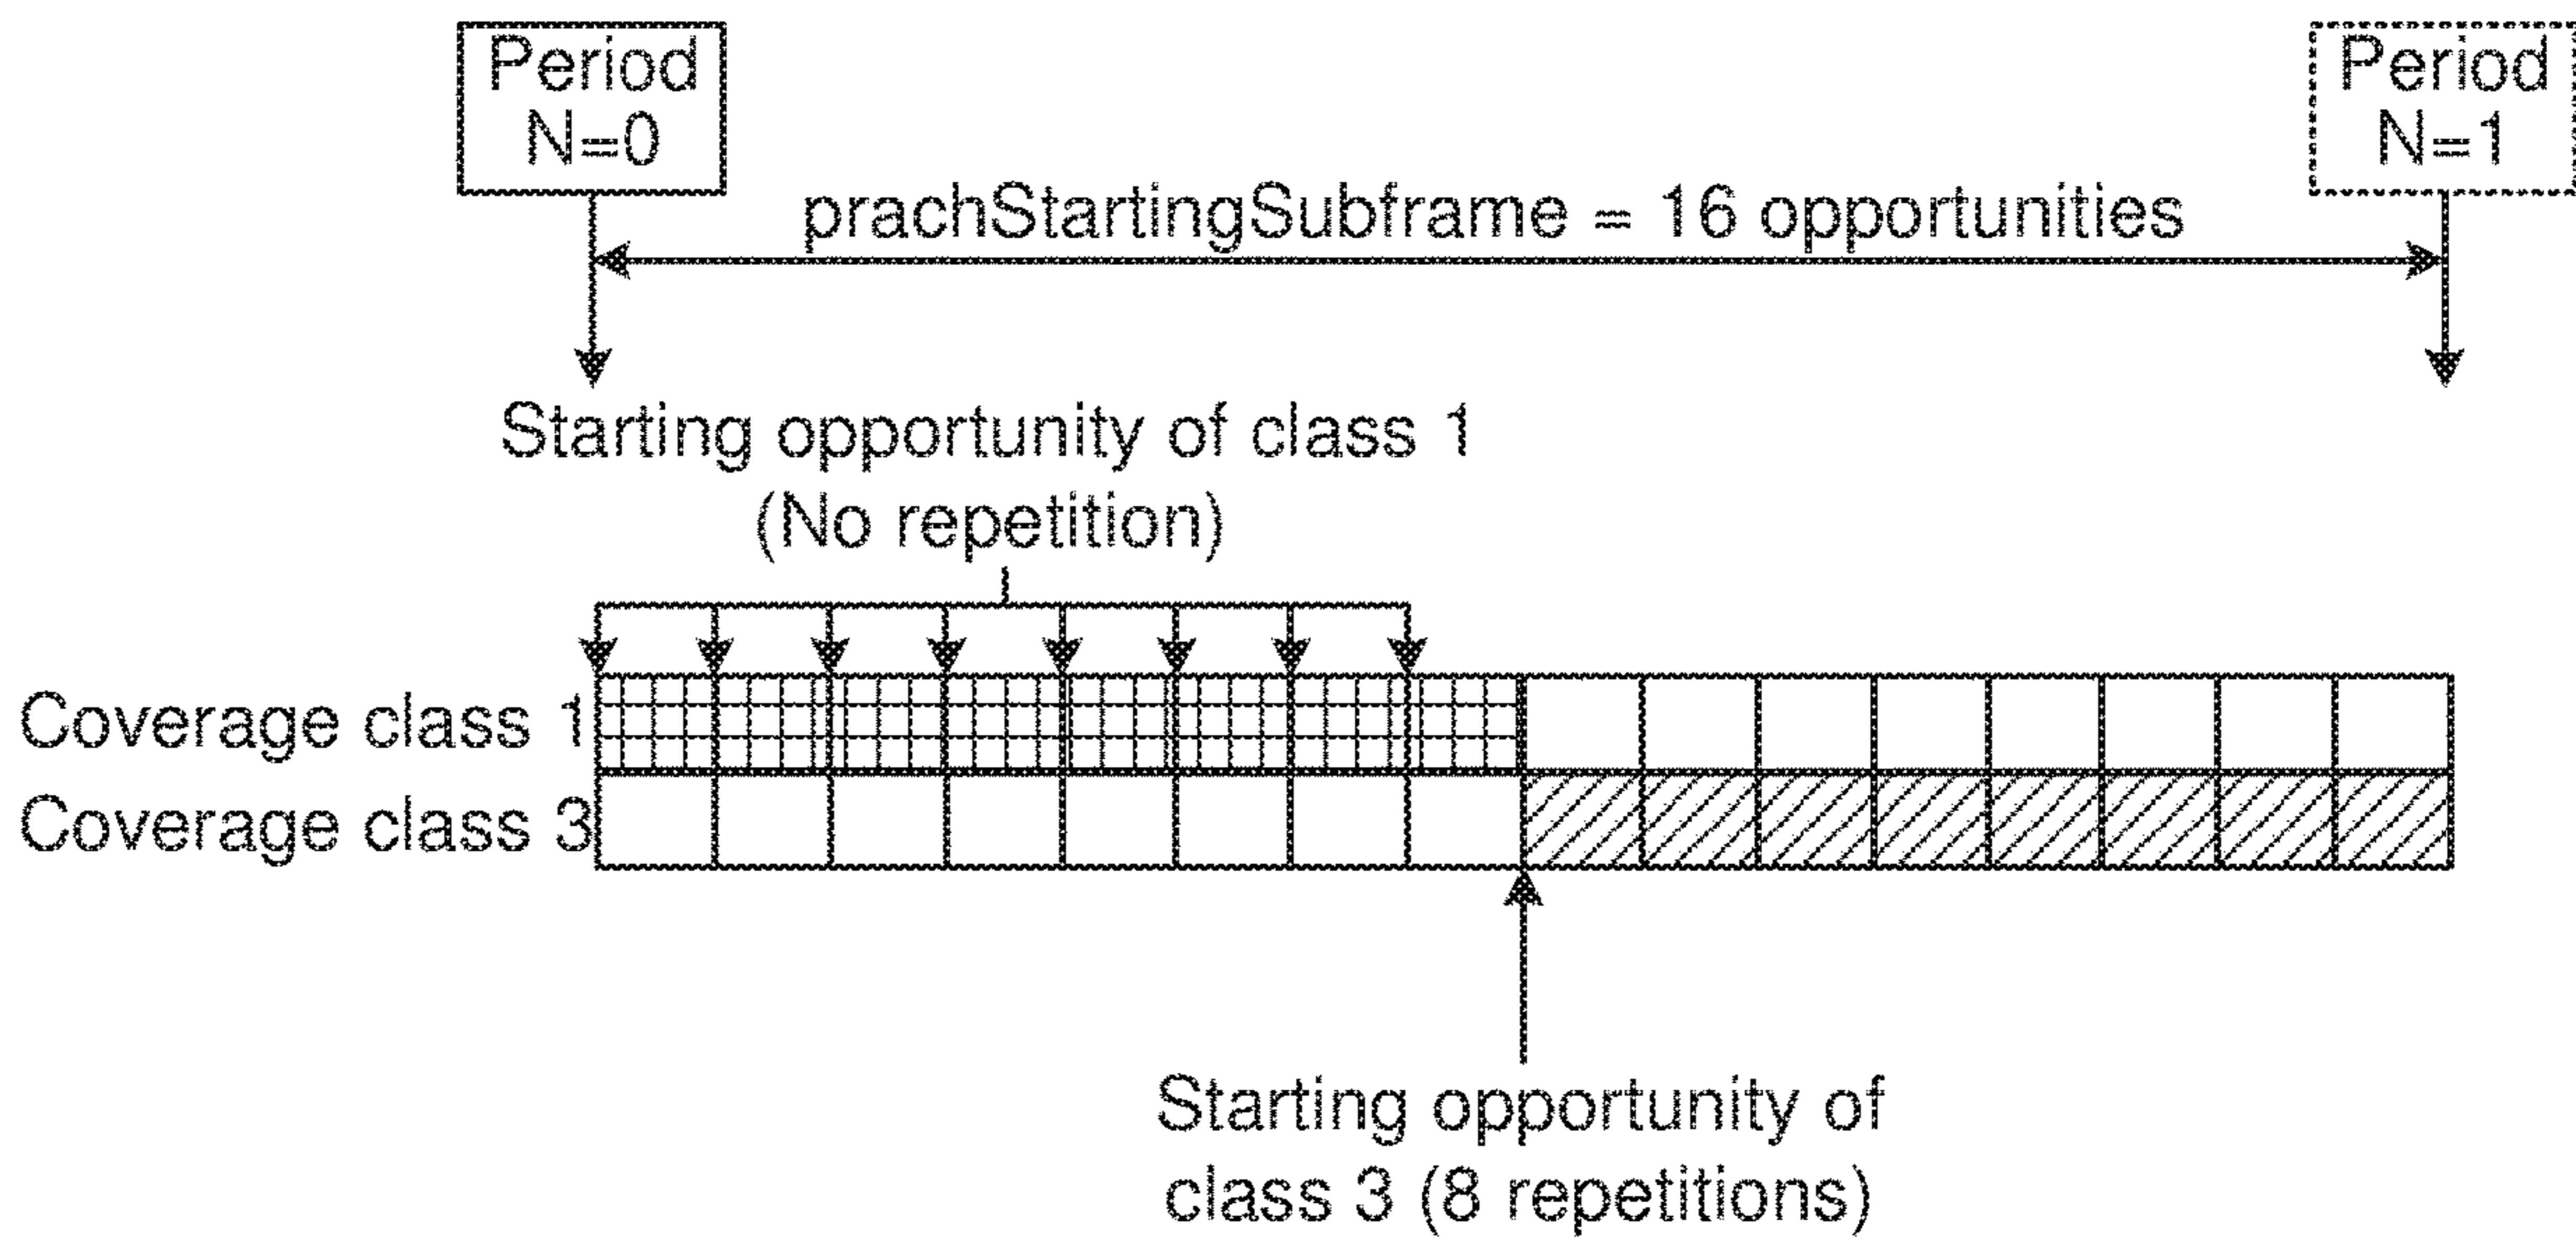 Period
N=0
Period
N=1
prachStartingSubframe = 16 opportunities
Starting opportunity of class 1
(No repetition)
Coverage class 1
Coverage class 3
Starting opportunity of
class 3 (8 repetitions)